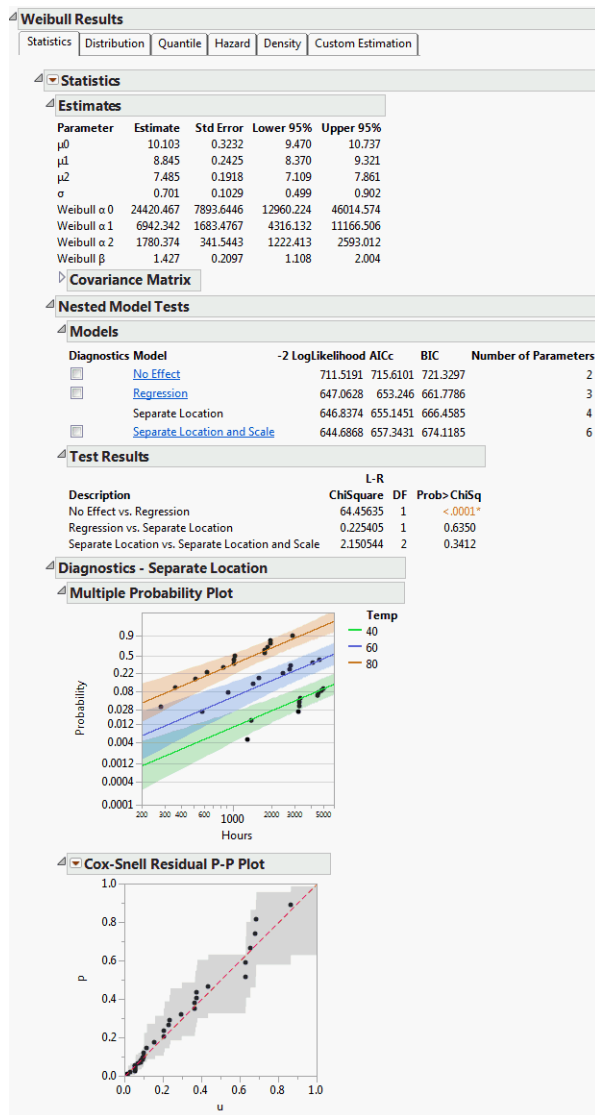 Weibull Results
Statistics Distribution Quantile Hazard Density Custom Estimation
Statistics
Estimates
Parameter Estimate Std Error Lower 95% Upper 95%
μ0 10.103 0.3232 9.470 10.737
μ1 8.845 0.2425 8.370 9.321
μ2 7.485 0.1918 7.109 7.861
σ 0.701 0.1029 0.499 0.902
Weibull α 0 24420.467 7893.6446 12960.224 46014.574
Weibull α 1 6942.342 1683.4767 4316.132 11166.506
Weibull α 2 1780.374 341.5443 1222.413 2593.012
Weibull β 1.427 0.2097 1.108 2.004
Covariance Matrix
Nested Model Tests
Models
Diagnostics Model -2 LogLikelihood AICc BIC Number of Parameters
No Effect 711.5191 715.6101 721.3297 2
Regression 647.0628 653.246 661.7786 3
Separate Location 646.8374 655.1451 666.4585 4
Separate Location and Scale 644.6868 657.3431 674.1185 6
Test Results
L-R
Description ChiSquare DF Prob>ChiSq
No Effect vs. Regression 64.45635 1 <.0001*
Regression vs. Separate Location 0.225405 1 0.6350
Separate Location vs. Separate Location and Scale 2.150544 2 0.3412
Diagnostics - Separate Location
Multiple Probability Plot
Temp
40
60
80
Probability
0.9
0.5
0.22
0.08
0.028
0.012
0.004
0.0012
0.0004
0.0001
200 300 400 600 1000 2000 3000 5000
Hours
Cox-Snell Residual P-P Plot
p
1.0
0.8
0.6
0.4
0.2
0.0
0.0 0.2 0.4 0.6 0.8 1.0
u